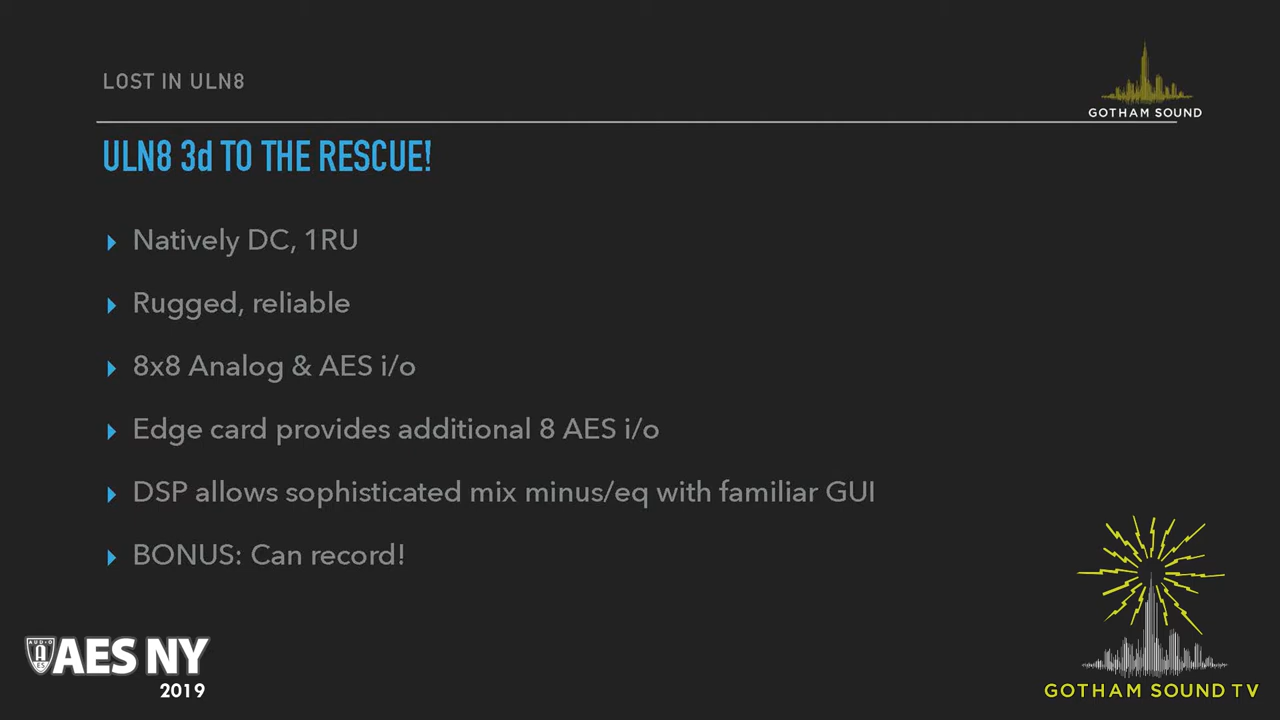 LOST IN ULN8
GOTHAM SOUND
ULN8 3d TO THE RESCUE!
Natively DC, 1RU
Rugged, reliable
8x8 Analog & AES i/o
Edge card provides additional 8 AES i/o
DSP allows sophisticated mix minus/eq with familiar GUI
BONUS: Can record!
AUDIO
A
ES
AES NY
2019
GOTHAM SOUND TV